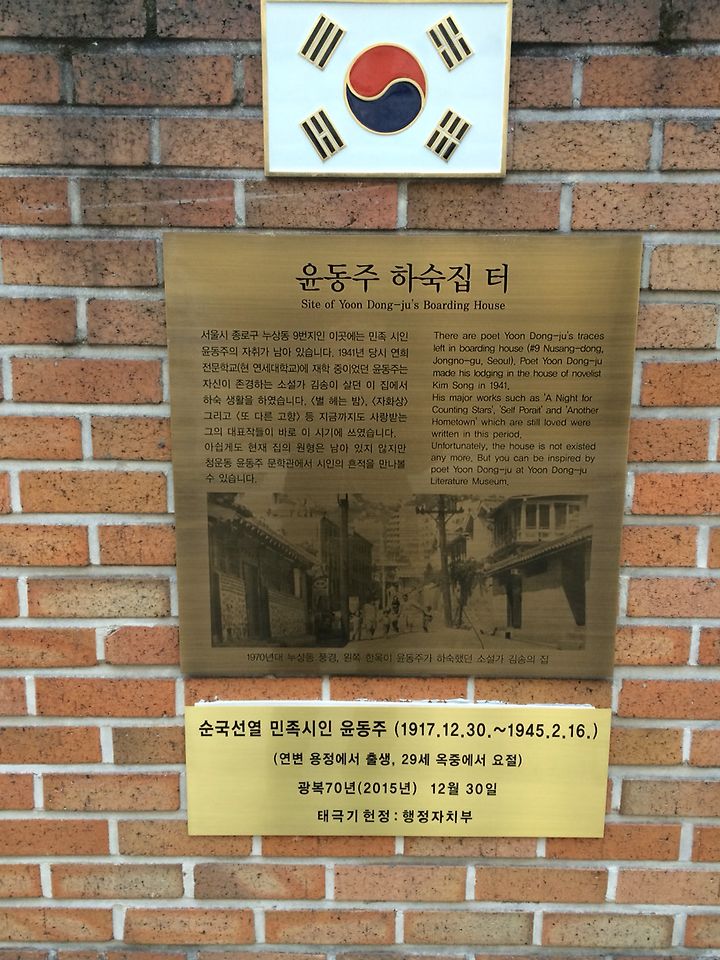 윤동주 하숙집 터
Site of Yoon Dong-ju's Boarding House
서울시 종로구 누상동 9번지인 이곳에는 민족 시인
윤동주의 자취가 남아 있습니다. 1941년 당시 연희
전문학교(현 연세대학교)에 재학 중이었던 윤동주는
자신이 존경하는 소설가 김송이 살던 이 집에서
하숙 생활을 하였습니다. 〈별 헤는 밤〉, 〈자화상〉
그리고 〈또 다른 고향〉 등 지금까지도 사랑받는
그의 대표작들이 바로 이 시기에 쓰였습니다.
아쉽게도 현재 집의 원형은 남아 있지 않지만
청운동 윤동주 문학관에서 시인의 흔적을 만나볼
수 있습니다.
There are poet Yoon Dong-ju's traces
left in boarding house (#9 Nusang-dong,
Jongno-gu, Seoul). Poet Yoon Dong-ju
made his lodging in the house of novelist
Kim Song in 1941.
His major works such as 'A Night for
Counting Stars', 'Self Porait' and 'Another
Hometown' which are still loved were
written in this period.
Unfortunately, the house is not existed
any more. But you can be inspired by
poet Yoon Dong-ju at Yoon Dong-ju
Literature Museum.
1970년대 누상동 풍경, 왼쪽 한옥이 윤동주가 하숙했던 소설가 김송의 집
순국선열 민족시인 윤동주 (1917.12.30.~1945.2.16.)
(연변 용정에서 출생, 29세 옥중에서 요절)
광복70년(2015년) 12월 30일
태극기 헌정 : 행정자치부